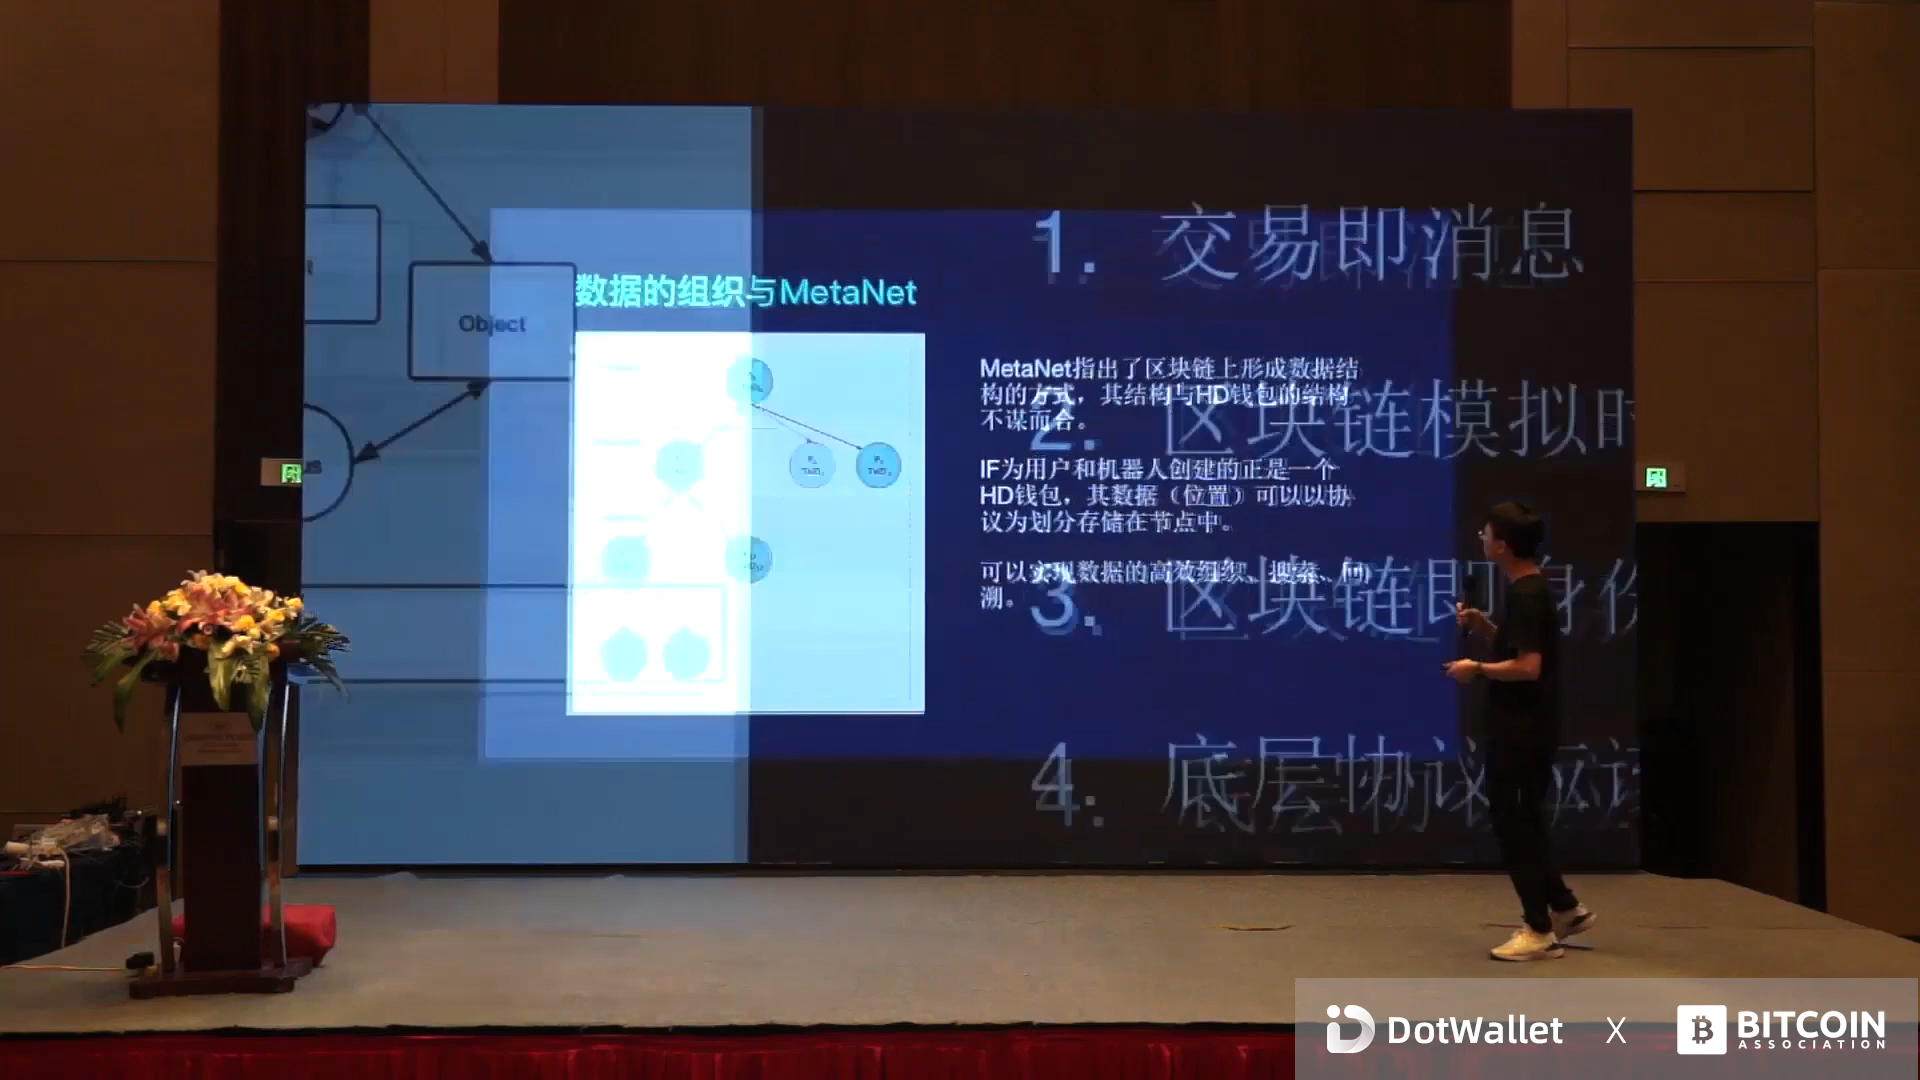 1. 交易即消息
Object
数据的组织与MetaNet
MetaNet指出了区块链上形成数据结
构的方式，其结构与HD钱包的结构
不谋而合。
2. 区块链模拟时
IF为用户和机器人创建的正是一个
HD钱包，其数据（位置）可以以协
议为划分存储在节点中。
可以实现数据的高效组织、搜索、回
溯。
3. 区块链即身份
4. 底层协议
DotWallet X BITCOIN
ASSOCIATION